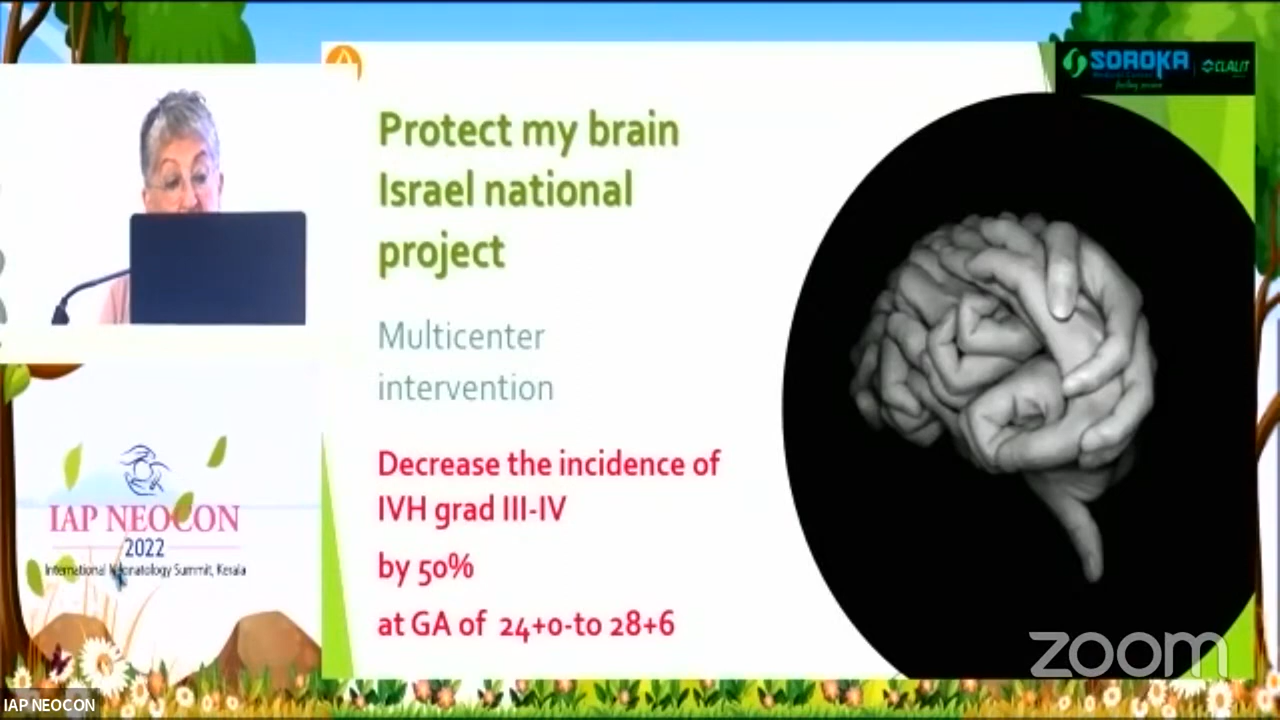 SOROKA
CLALIT
Protect my brain
Israel national
project
Multicenter
intervention
Decrease the incidence of
IVH grad III-IV
by 50%
at GA of 24+0-to 28+6
IAP NEOCON
2022
International Neonatology Summit, Kerala
zoom
IAP NEOCON